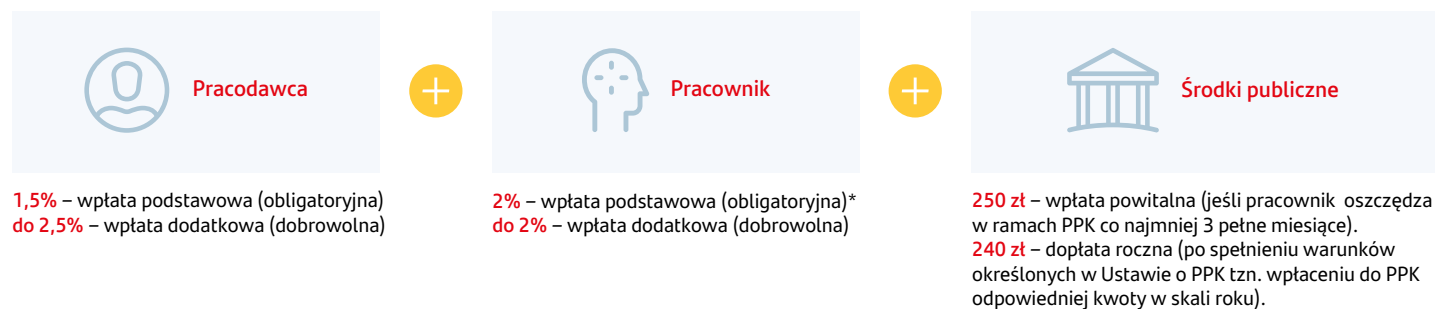 Pracodawca
1,5% – wpłata podstawowa (obligatoryjna)
do 2,5% – wpłata dodatkowa (dobrowolna)
Pracownik
2% – wpłata podstawowa (obligatoryjna)*
do 2% – wpłata dodatkowa (dobrowolna)
Środki publiczne
250 zł – wpłata powitalna (jeśli pracownik oszczędza
w ramach PPK co najmniej 3 pełne miesiące).
240 zł – dopłata roczna (po spełnieniu warunków
określonych w Ustawie o PPK tzn. wpłaceniu do PPK
odpowiedniej kwoty w skali roku).